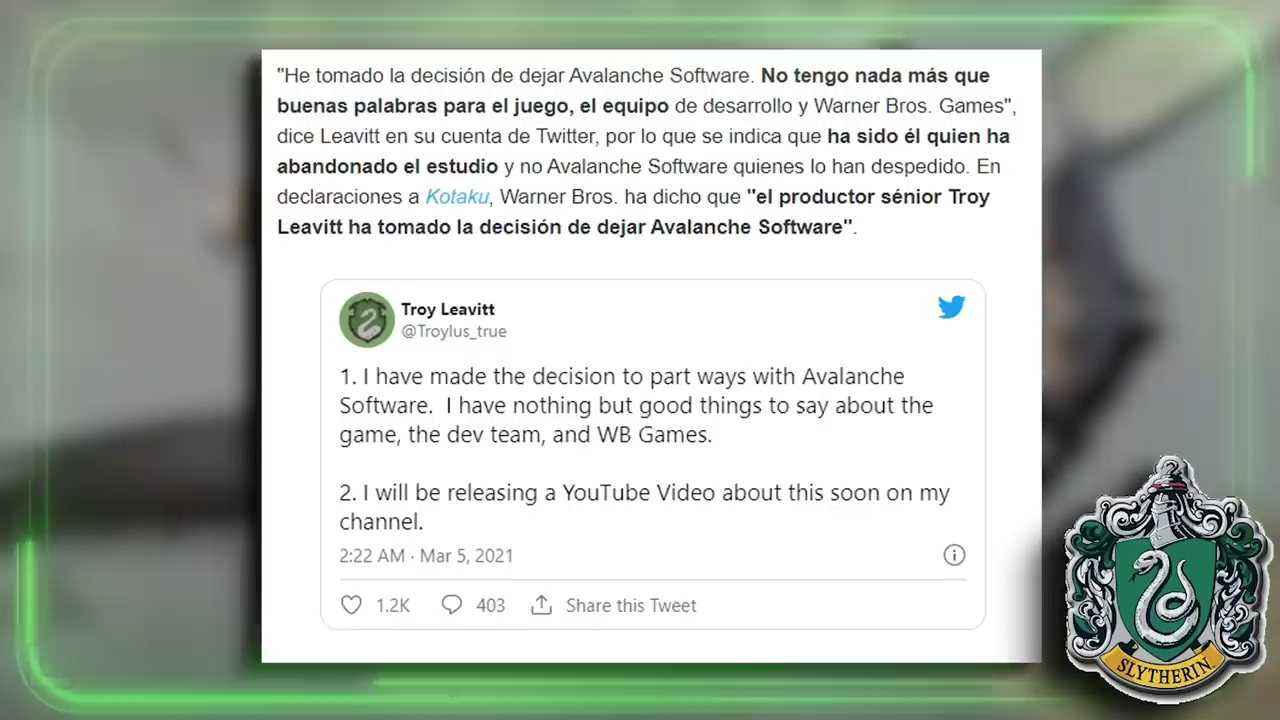 "He tomado la decisión de dejar Avalanche Software. No tengo nada más que
buenas palabras para el juego, el equipo de desarrollo y Warner Bros. Games",
dice Leavitt en su cuenta de Twitter, por lo que se indica que ha sido él quien ha
abandonado el estudio y no Avalanche Software quienes lo han despedido. En
declaraciones a Kotaku, Warner Bros. ha dicho que "el productor sénior Troy
Leavitt ha tomado la decisión de dejar Avalanche Software".
Troy Leavitt
@Troylus_true
1. I have made the decision to part ways with Avalanche
Software. I have nothing but good things to say about the
game, the dev team, and WB Games.
2. I will be releasing a YouTube Video about this soon on my
channel.
2:22 AM · Mar 5, 2021
1.2K 403 Share this Tweet
SLYTHERIN